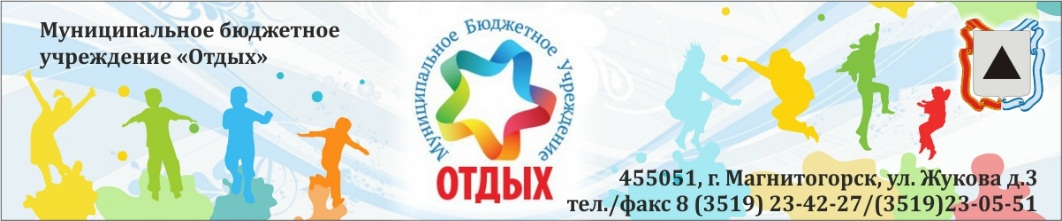 Муниципальное бюджетное
учреждение «Отдых»
Муниципальное Бюджетное Учреждение
ОТДЫХ
455051, г. Магнитогорск, ул. Жукова д.3
тел./факс 8 (3519) 23-42-27/(3519)23-05-51